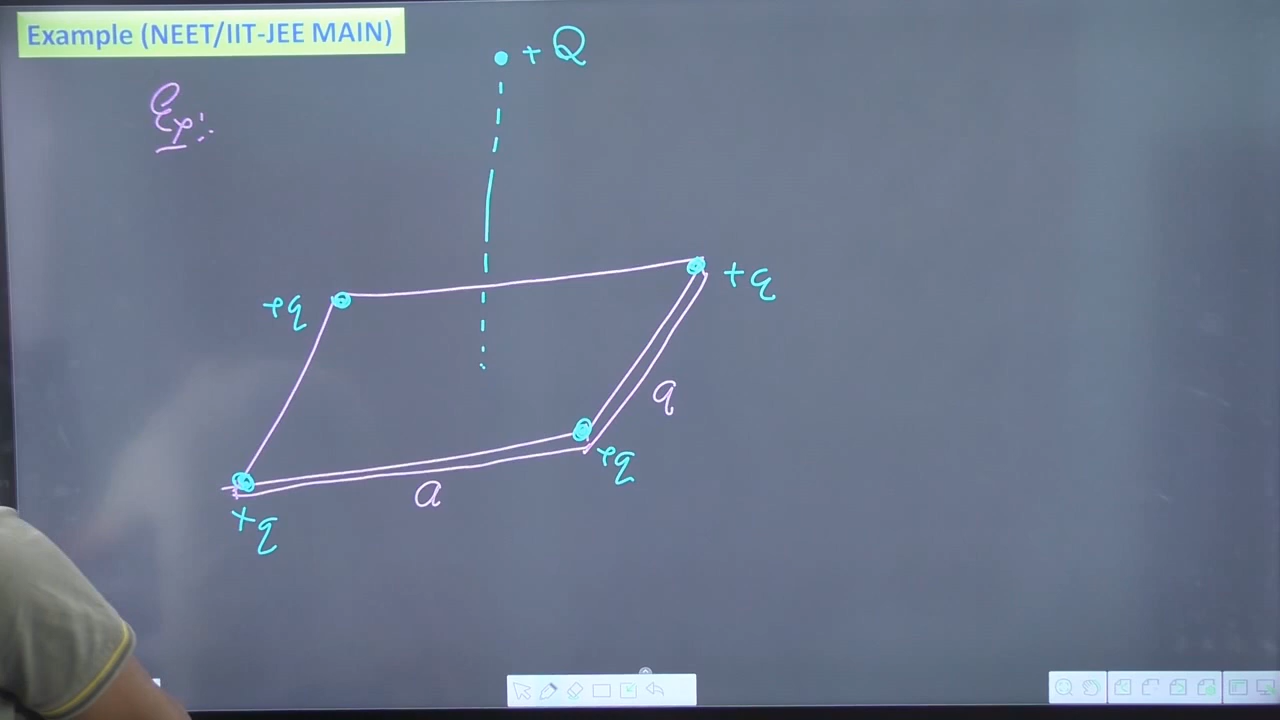 Example (NEET/IIT-JEE MAIN)
+ Q
Ex:
+q
+q
a
+q
a
+q